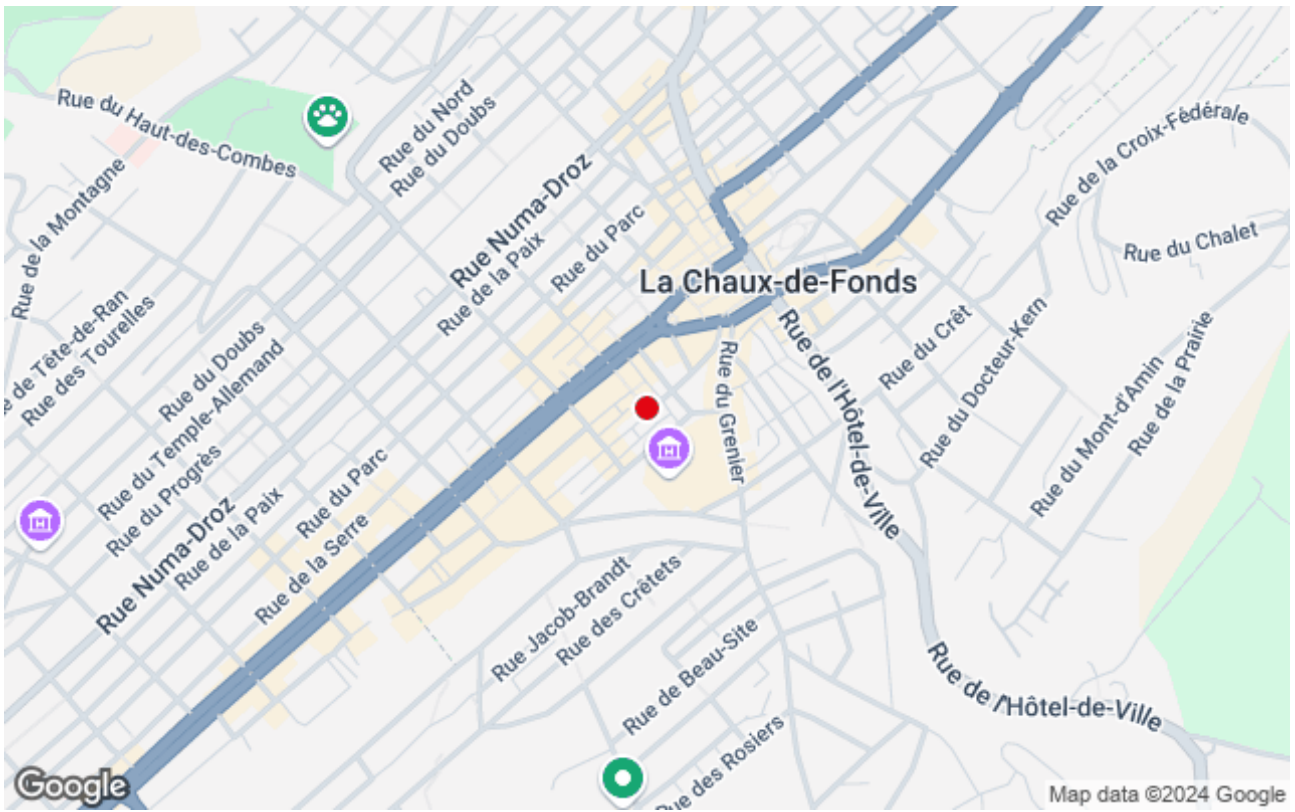 Rue du Haut-des-Combes
Rue du Nord
Rue du Doubs
Rue de la Croix-Fédérale
Rue de la Montagne
Rue Numa-Droz
Rue du Parc
Rue de la Paix
Rue du Chalet
La Chaux-de-Fonds
e de Tête-de-Ran
Rue des Tourelles
Rue du Doubs
Rue du Temple-Allemand
Rue du Progrès
Rue du Grenier
Rue de l'Hôtel-de-Ville
Rue du Crêt
Rue du Docteur-Kern
Rue du Mont-d'Amin
Rue de la Prairie
Rue Numa-Droz
Rue de la Paix
Rue du Parc
Rue de la Serre
Rue Jacob-Brandt
Rue des Crêtets
Rue de Beau-Site
Rue des Rosiers
Rue de l'Hôtel-de-Ville
Google
Map data ©2024 Google